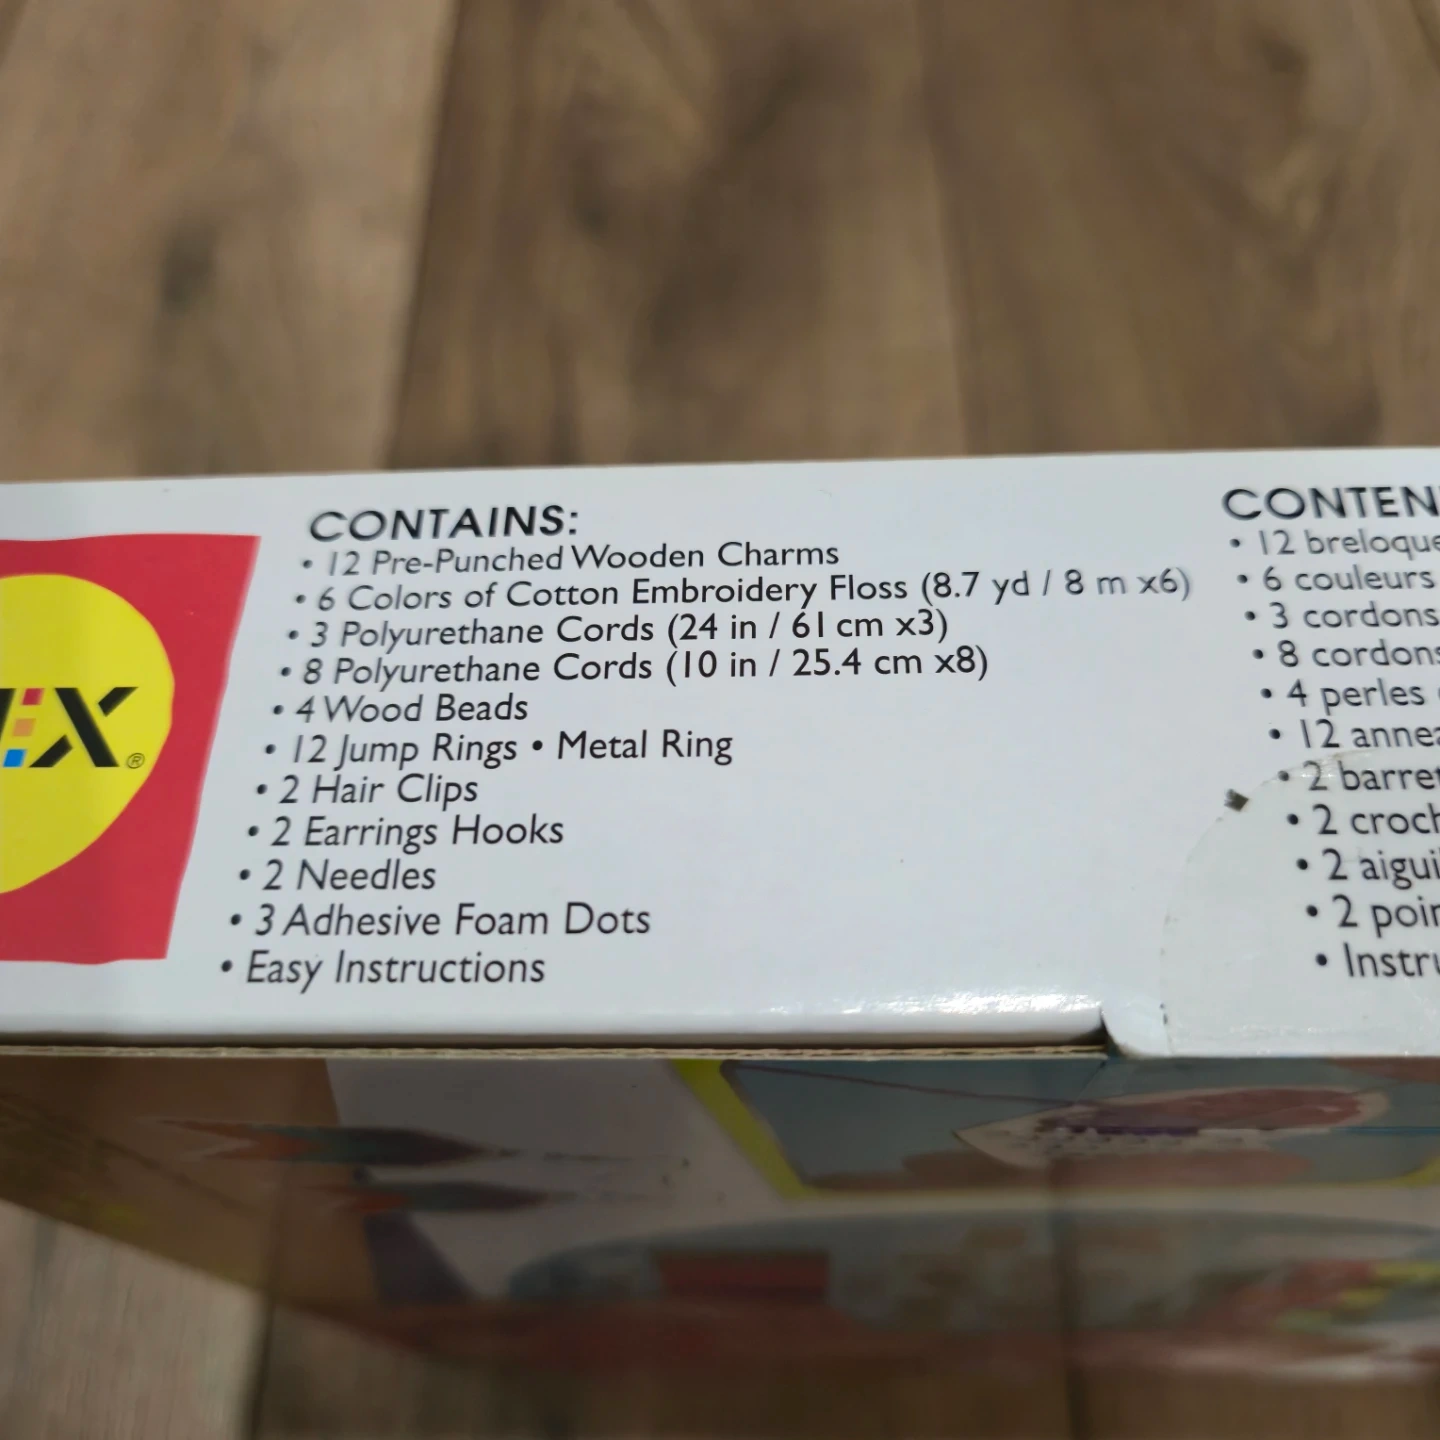 EX®
CONTAINS:
• 12 Pre-Punched Wooden Charms
• 6 Colors of Cotton Embroidery Floss (8.7 yd / 8 m x6)
• 3 Polyurethane Cords (24 in / 61 cm x3)
• 8 Polyurethane Cords (10 in / 25.4 cm x8)
• 4 Wood Beads
• 12 Jump Rings • Metal Ring
• 2 Hair Clips
• 2 Earrings Hooks
• 2 Needles
• 3 Adhesive Foam Dots
• Easy Instructions
CONTEN
• 12 breloque
• 6 couleurs
• 3 cordons
• 8 cordons
• 4 perles
• 12 annea
• 2 barret
• 2 croch
• 2 aigui
• 2 poin
• Instru